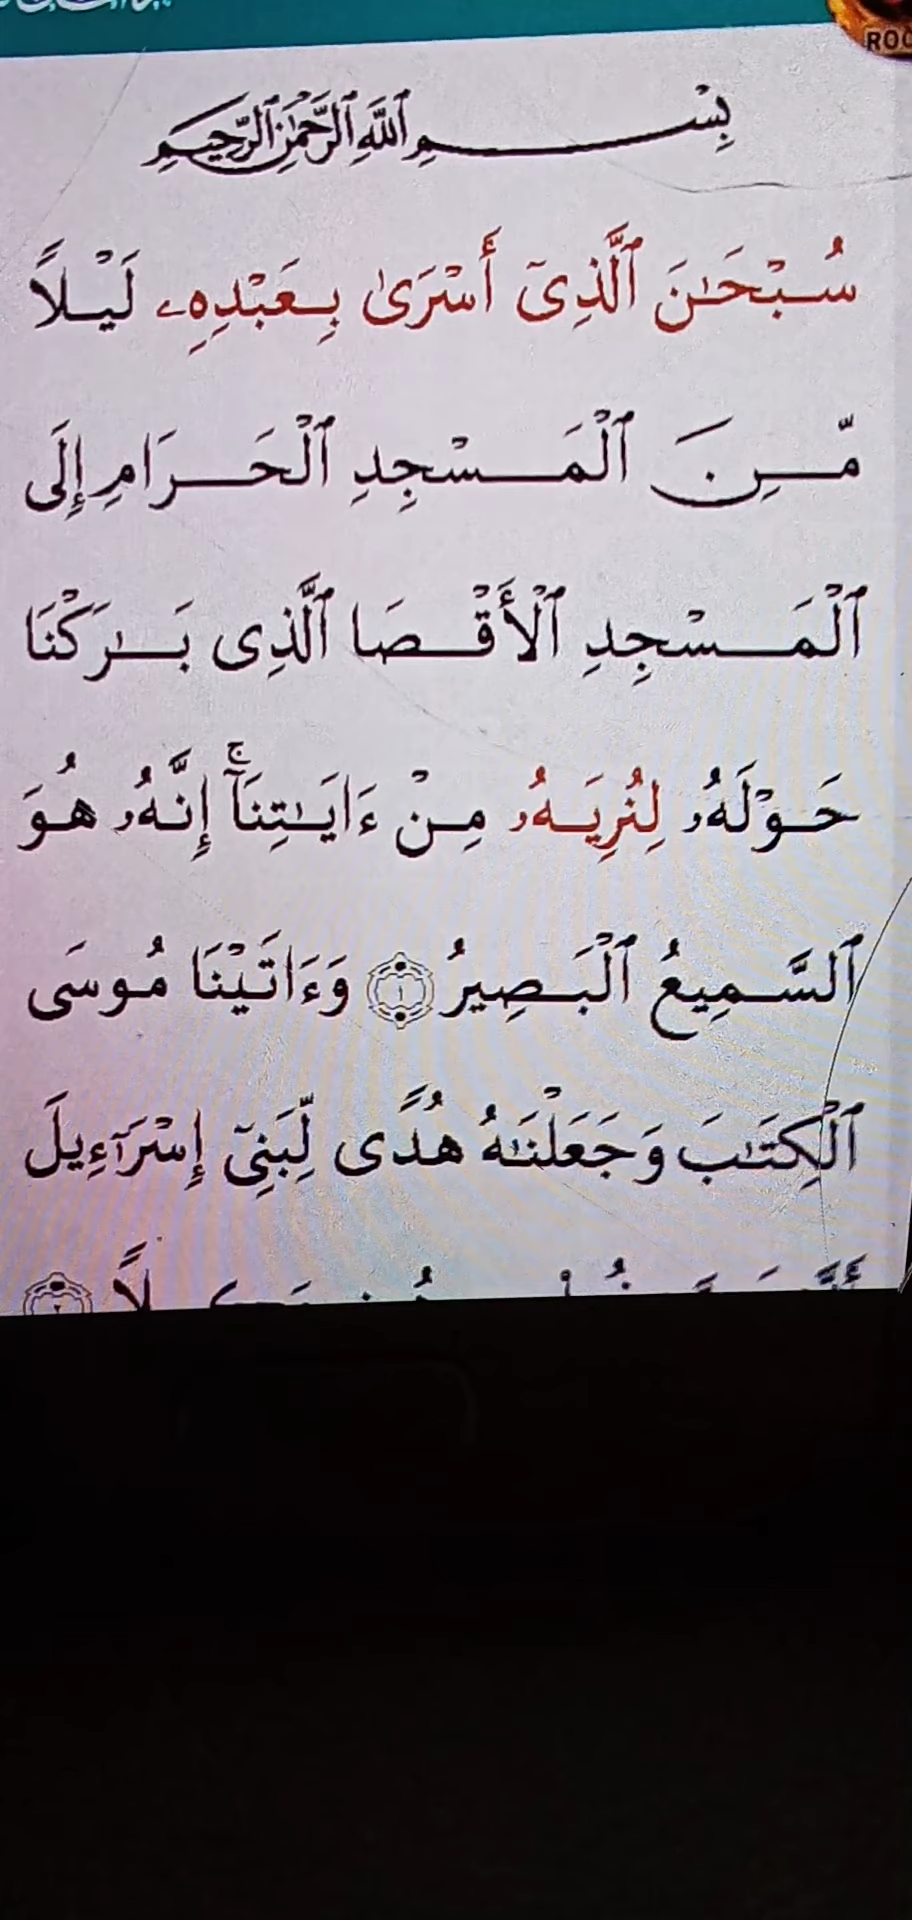 ROC
بِسْمِ ٱللَّهِ ٱلرَّحْمَٰنِ ٱلرَّحِيمِ
سُبْحَٰنَ ٱلَّذِىٓ أَسْرَىٰ بِعَبْدِهِۦ لَيْلًا
مِّنَ ٱلْمَسْجِدِ ٱلْحَرَامِ إِلَى
ٱلْمَسْجِدِ ٱلْأَقْصَا ٱلَّذِى بَٰرَكْنَا
حَوْلَهُۥ لِنُرِيَهُۥ مِنْ ءَايَٰتِنَآ ۚ إِنَّهُۥ هُوَ
ٱلسَّمِيعُ ٱلْبَصِيرُ ١ وَءَاتَيْنَا مُوسَى
ٱلْكِتَٰبَ وَجَعَلْنَٰهُ هُدًى لِّبَنِىٓ إِسْرَٰٓءِيلَ